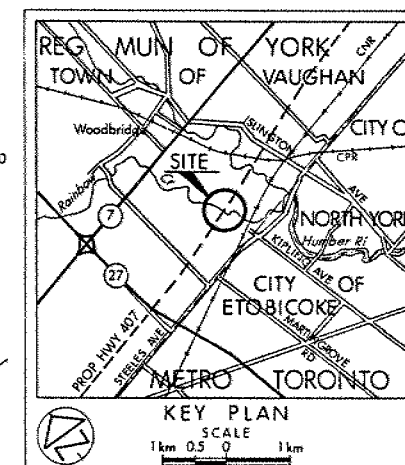 REG MUN OF YORK
TOWN OF VAUGHAN
CNR
Woodbridge
ISLINGTON AVE
CITY O
CPR
SITE
Rainbow
7
NORTH YOR
Humber Ri
KIPLING AVE
27
CITY OF
ETOBICOKE
MARTINGROVE RD
PROP HWY 407
STEELES AVE
METRO TORONTO
KEY PLAN
SCALE
1km 0.5 0 1km